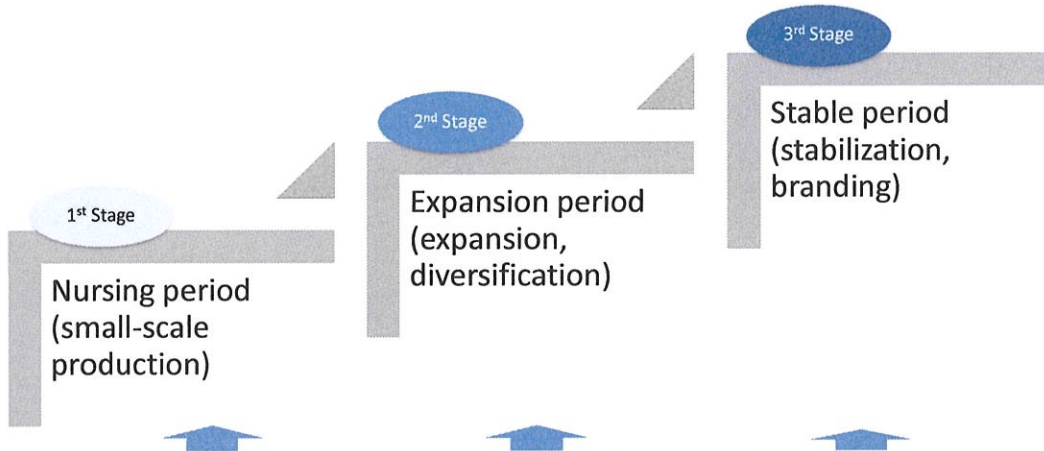 1st Stage
Nursing period
(small-scale
production)
2nd Stage
Expansion period
(expansion,
diversification)
3rd Stage
Stable period
(stabilization,
branding)